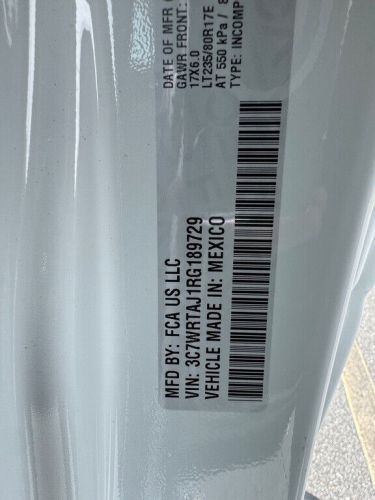 DATE OF MFR
GAWR FRONT:
17X6.0
LT235/80R17E
AT 550 kPa / 8
TYPE: INCOMP
MFD BY: FCA US LLC
VIN: 3C7WRTAJ1RG189729
VEHICLE MADE IN: MEXICO